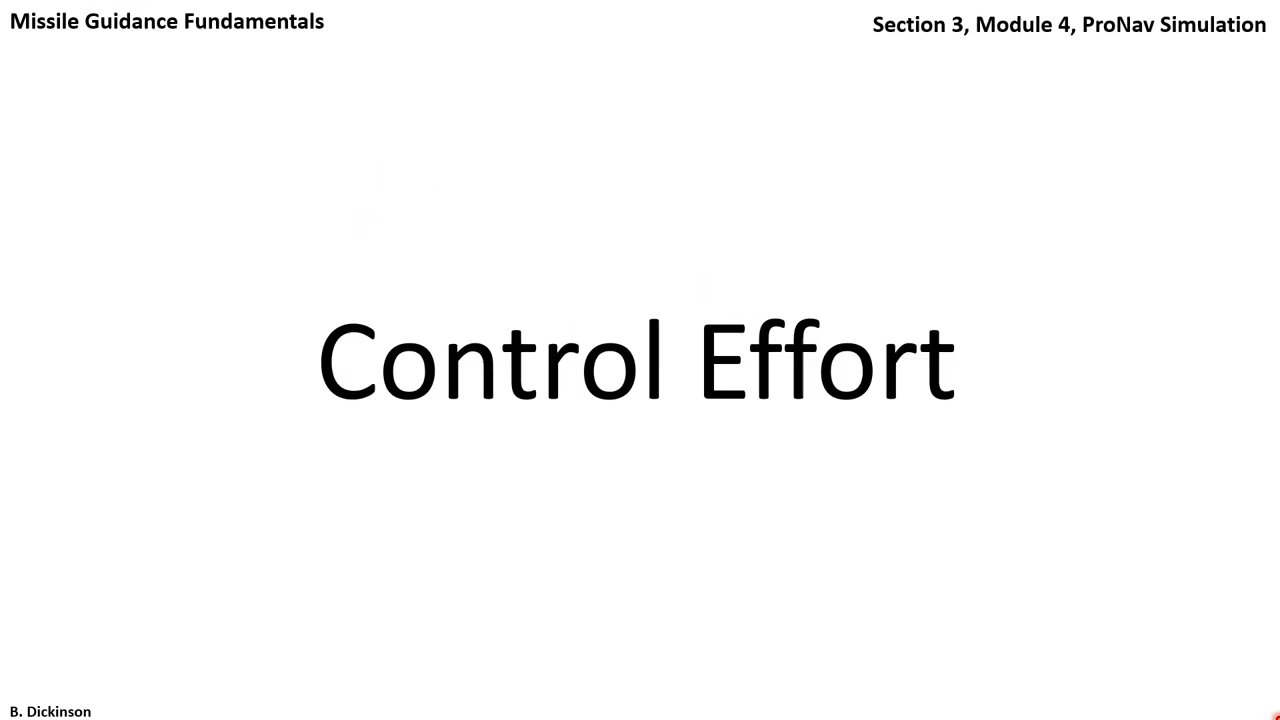 Missile Guidance Fundamentals
Section 3, Module 4, ProNav Simulation
Control Effort
B. Dickinson